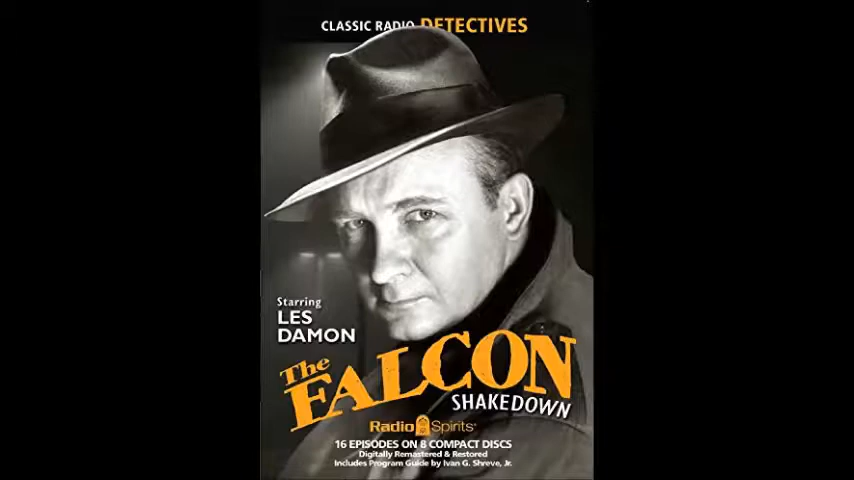 CLASSIC RADIO DETECTIVES
Starring
LES
DAMON
The
FALCON
SHAKEDOWN
Radio Spirits
16 EPISODES ON 8 COMPACT DISCS
Digitally Remastered & Restored
Includes Program Guide by Ivan G. Shreve, Jr.